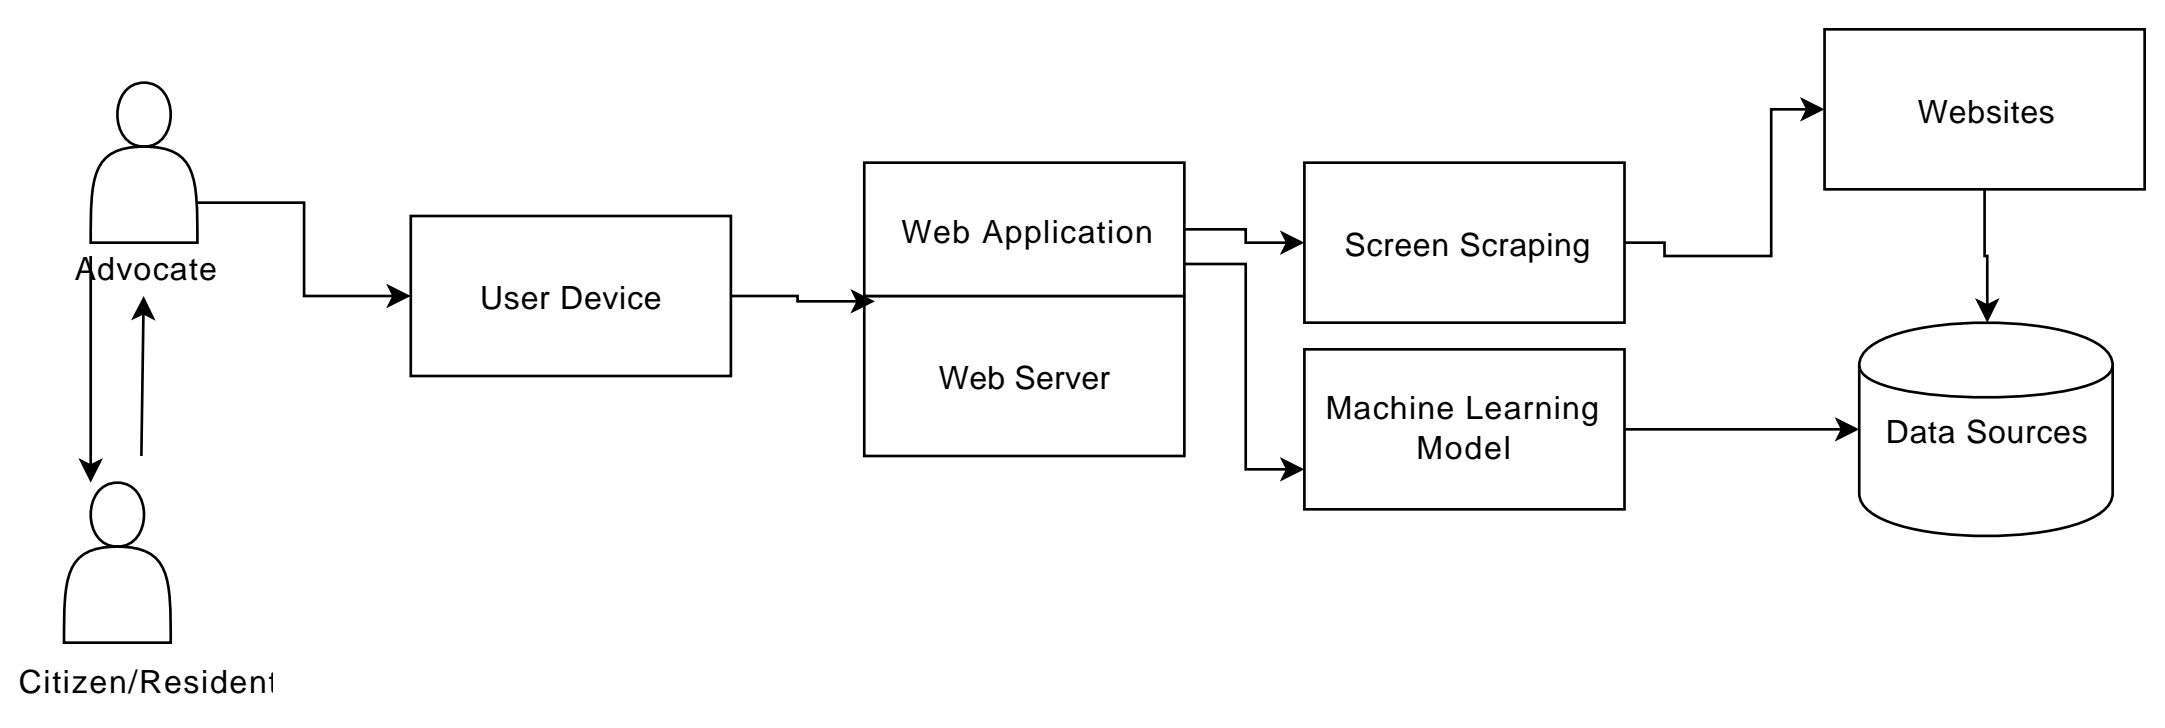 Websites
Web Application
Screen Scraping
Advocate
User Device
Web Server
Machine Learning
Model
Data Sources
Citizen/Resident